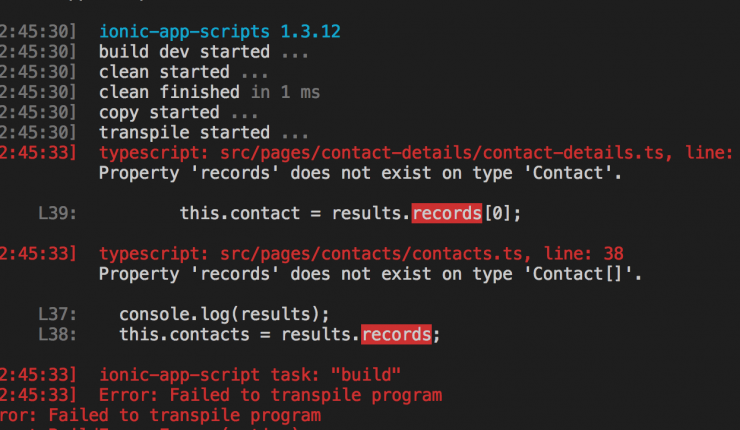 2:45:30] ionic-app-scripts 1.3.12
2:45:30] build dev started ...
2:45:30] clean started ...
2:45:30] clean finished in 1 ms
2:45:30] copy started ...
2:45:30] transpile started ...
2:45:33] typescript: src/pages/contact-details/contact-details.ts, line:
Property 'records' does not exist on type 'Contact'.
L39: this.contact = results.records[0];
2:45:33] typescript: src/pages/contacts/contacts.ts, line: 38
Property 'records' does not exist on type 'Contact[]'.
L37: console.log(results);
L38: this.contacts = results.records;
2:45:33] ionic-app-script task: "build"
2:45:33] Error: Failed to transpile program
ror: Failed to transpile program